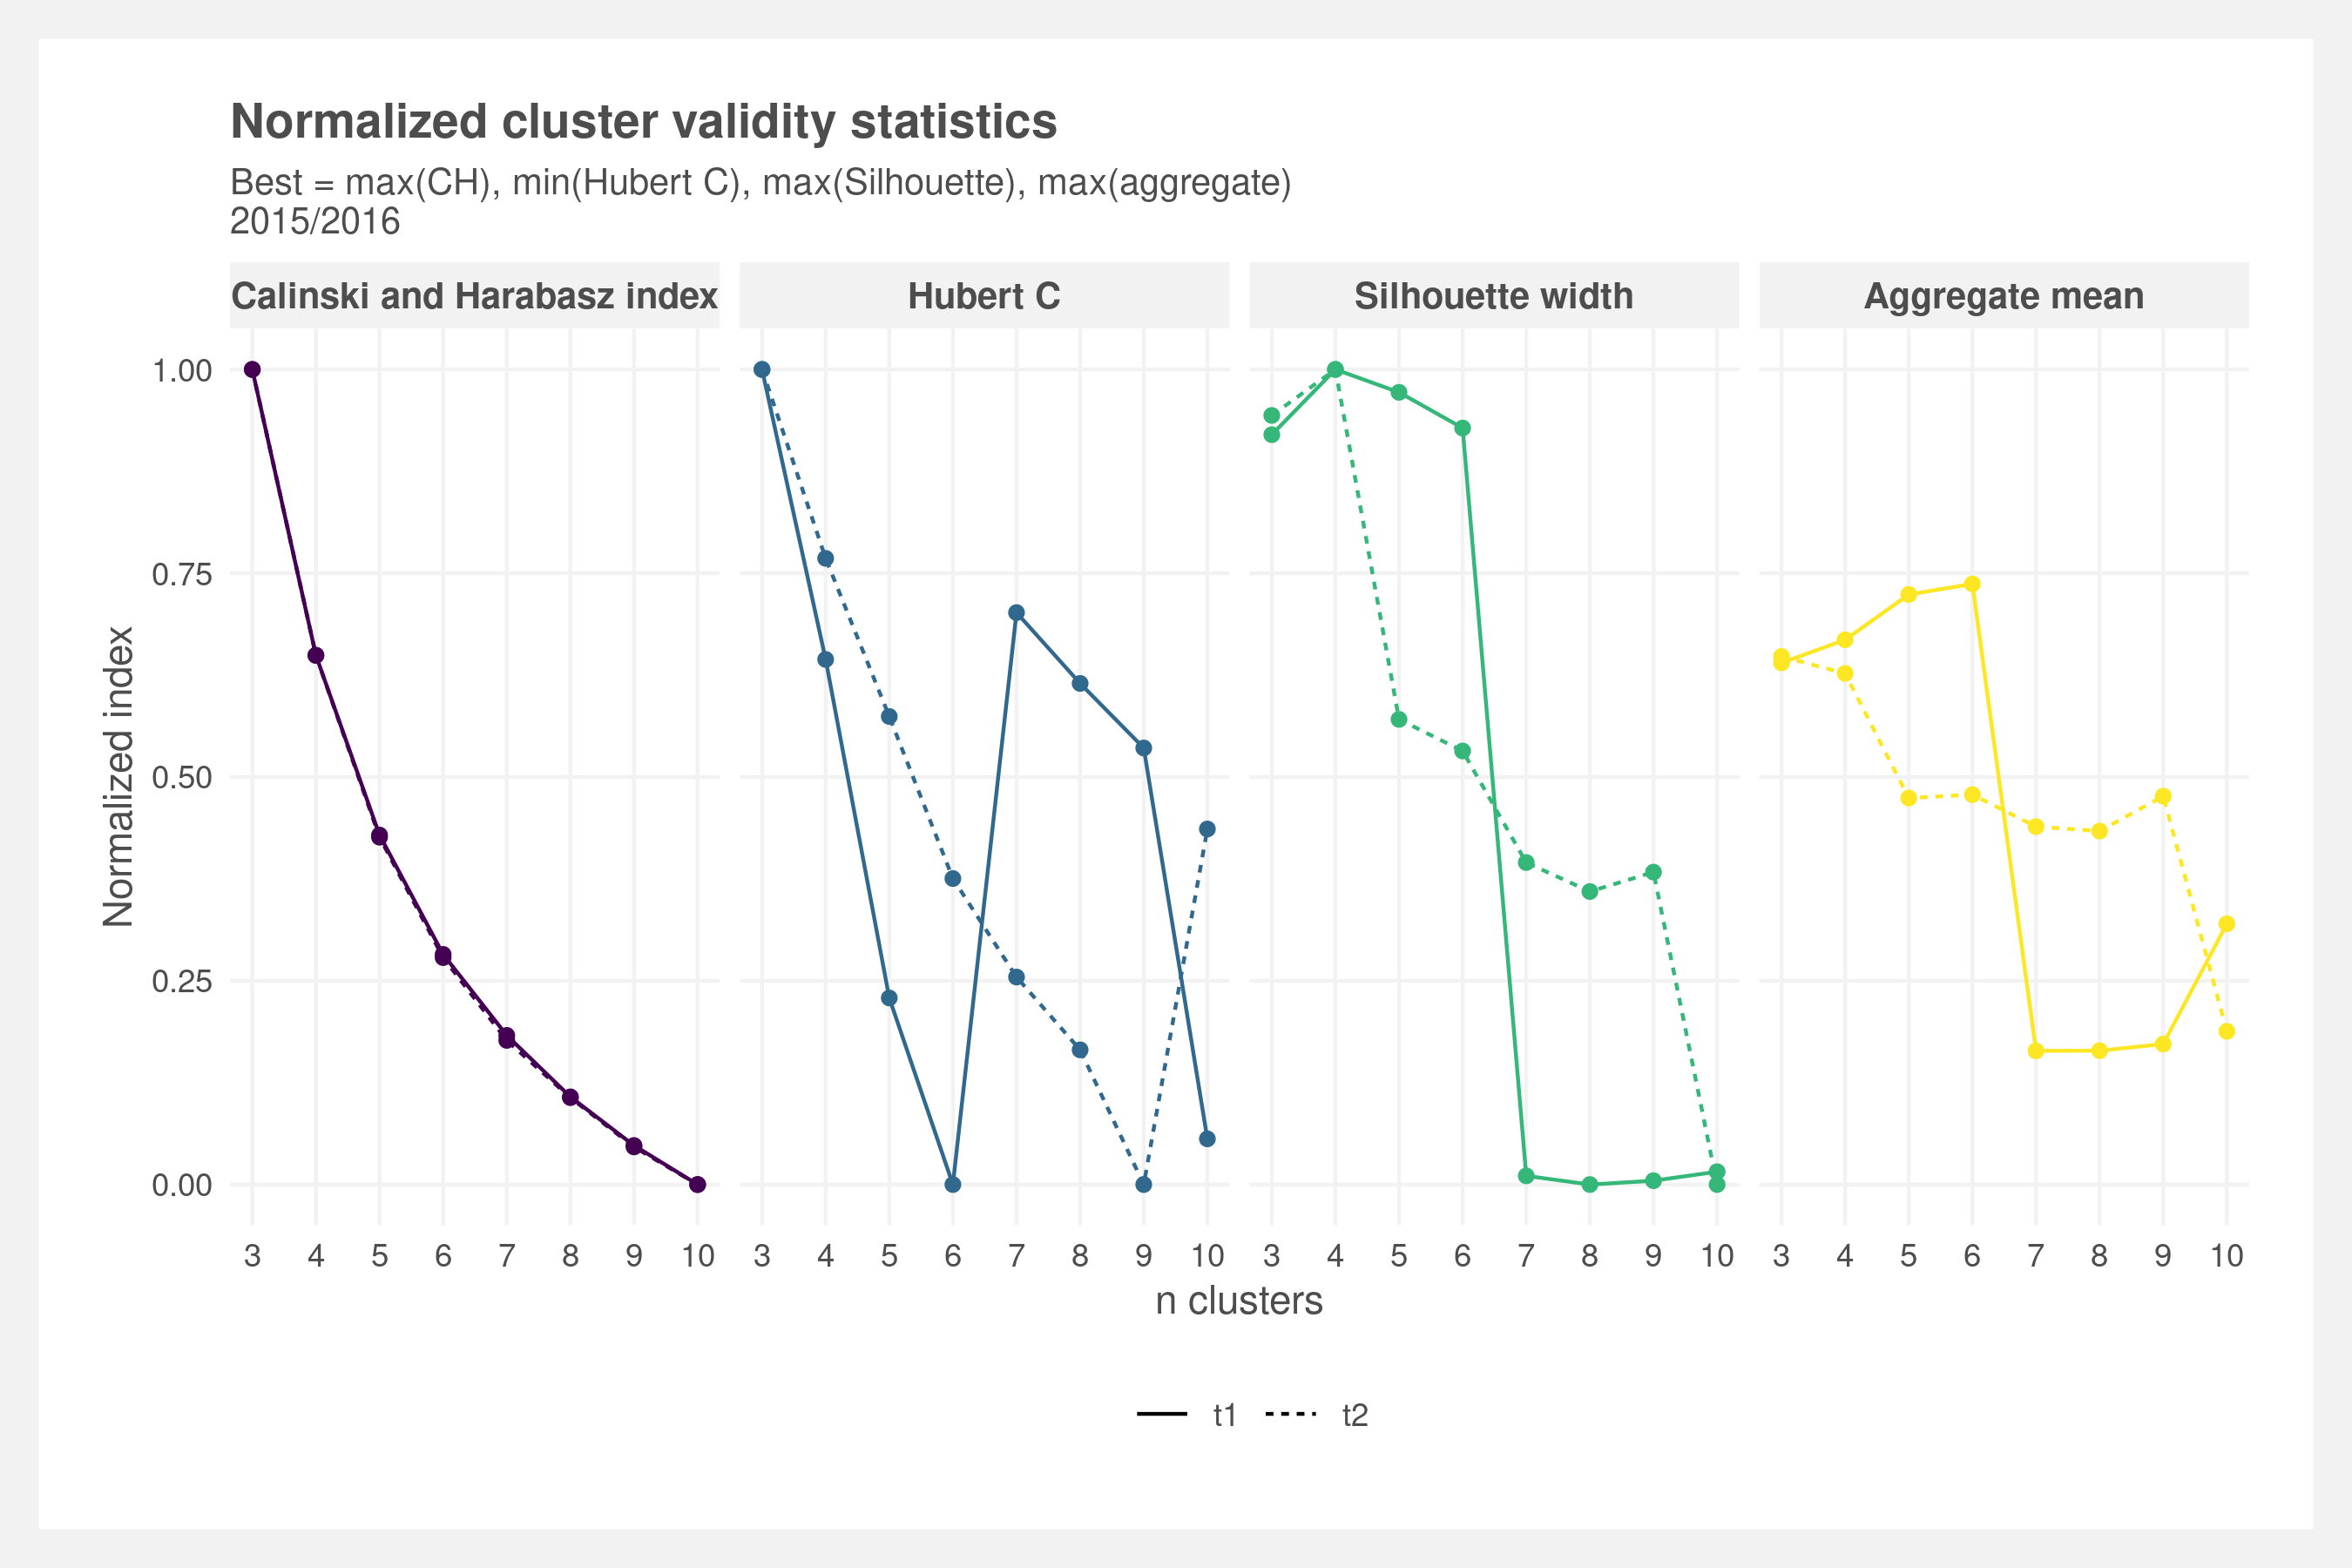 Normalized cluster validity statistics
Best = max(CH), min(Hubert C), max(Silhouette), max(aggregate)
2015/2016
Calinski and Harabasz index
Hubert C
Silhouette width
Aggregate mean
Normalized index
1.00
0.75
0.50
0.25
0.00
3 4 5 6 7 8 9 10
3 4 5 6 7 8 9 10
3 4 5 6 7 8 9 10
3 4 5 6 7 8 9 10
n clusters
t1 t2